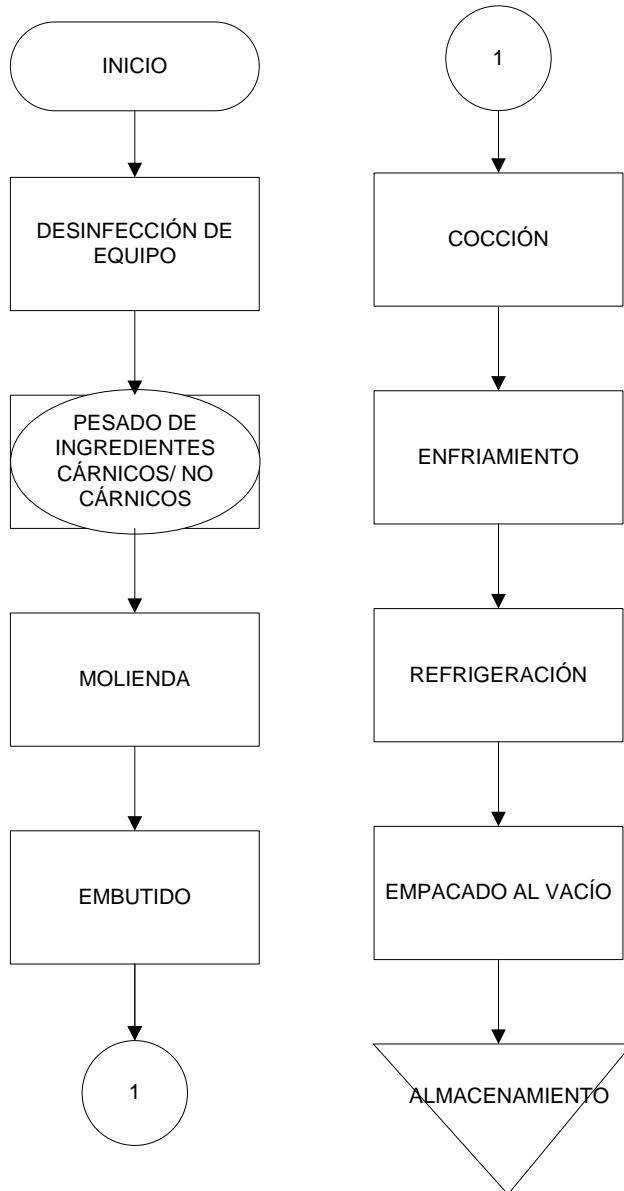 INICIO
DESINFECCIÓN DE
EQUIPO
PESADO DE
INGREDIENTES
CÁRNICOS/ NO
CÁRNICOS
MOLIENDA
EMBUTIDO
1
1
COCCIÓN
ENFRIAMIENTO
REFRIGERACIÓN
EMPACADO AL VACÍO
ALMACENAMIENTO